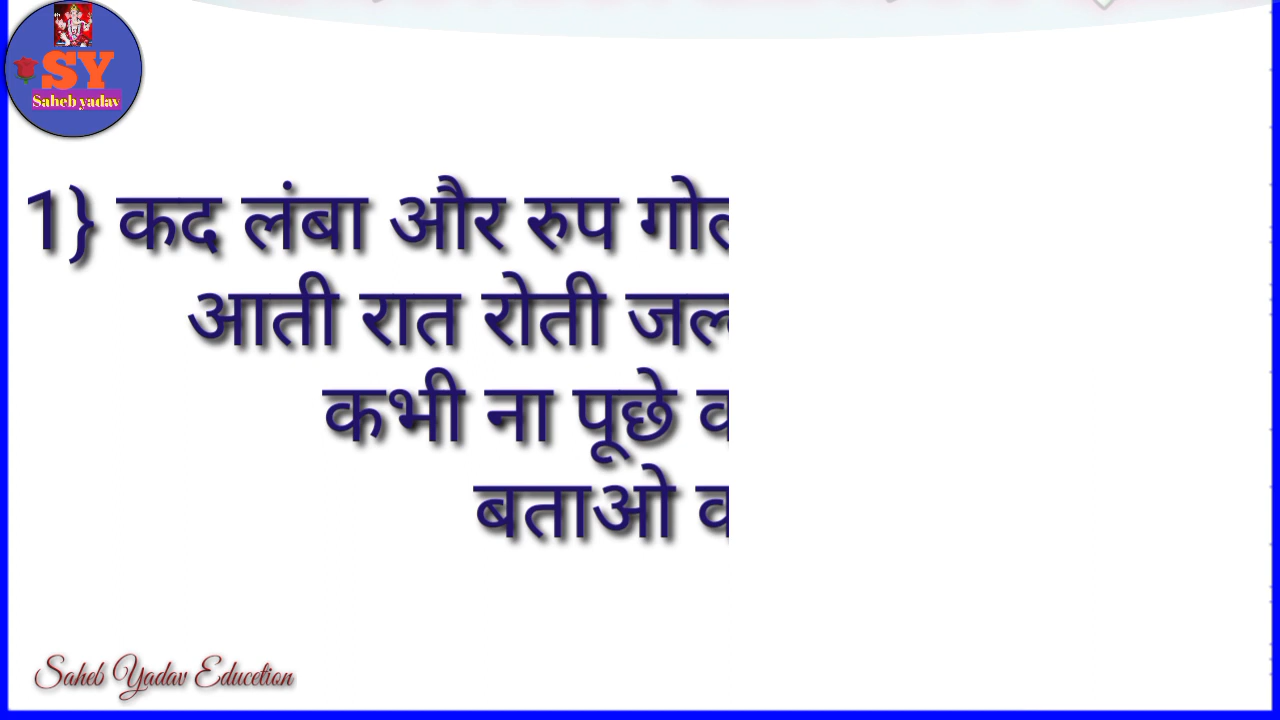 SY
Saheb yadav
1} कद लंबा और रुप
आती रात रोती
कभी ना पूछे
बताओ
Saheb Yadav Educetion